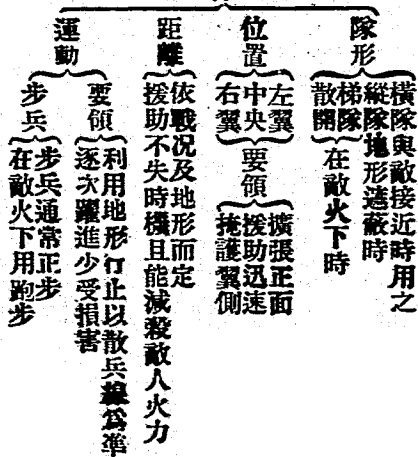 隊形
橫隊與敵接近時用之
縱隊地形遮蔽時
梯隊
散開
在敵火下時
位置
左翼
中央
右翼
要領
擴張正面
援助迅速
掩護翼側
距離
依戰况及地形而定
援助不失時機且能減殺敵人火力
運動
要領
利用地形行止以散兵線爲準
逐次躍進少受損害
步兵
步兵通常正步
在敵火下用跑步